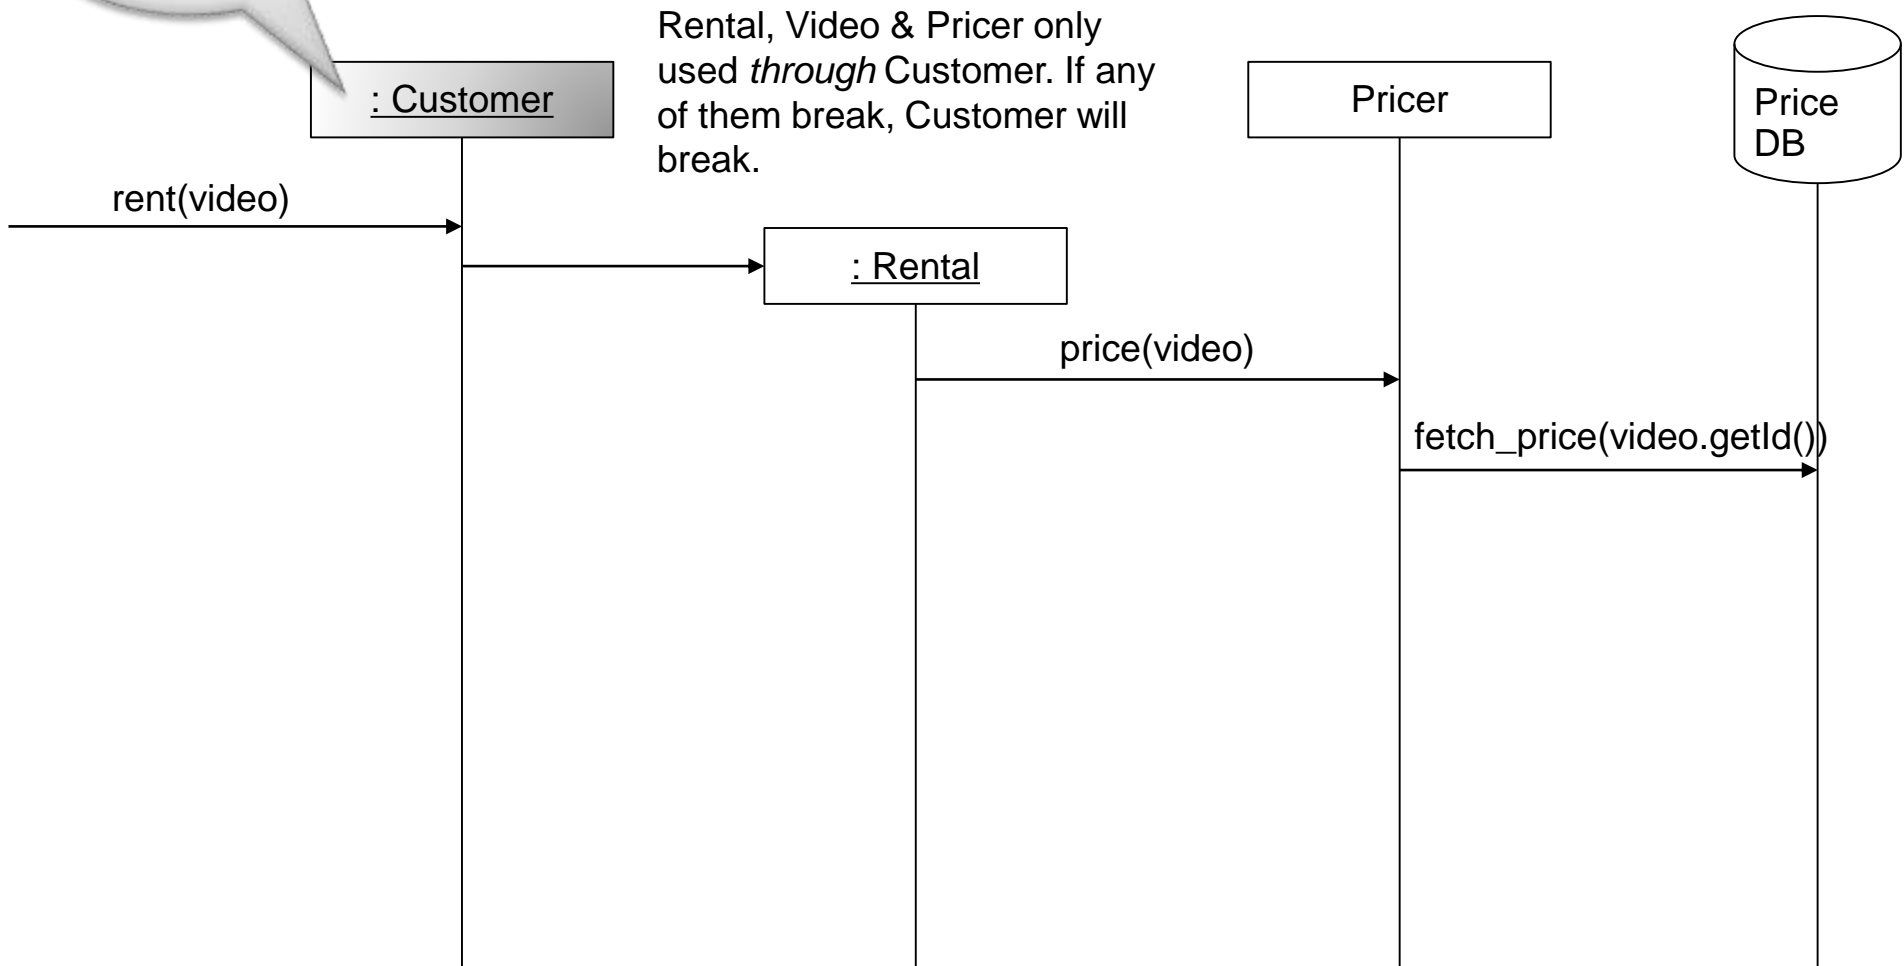 Rental, Video & Pricer only
used through Customer. If any
of them break, Customer will
break.
: Customer
Pricer
Price
DB
rent(video)
: Rental
price(video)
fetch_price(video.getId())